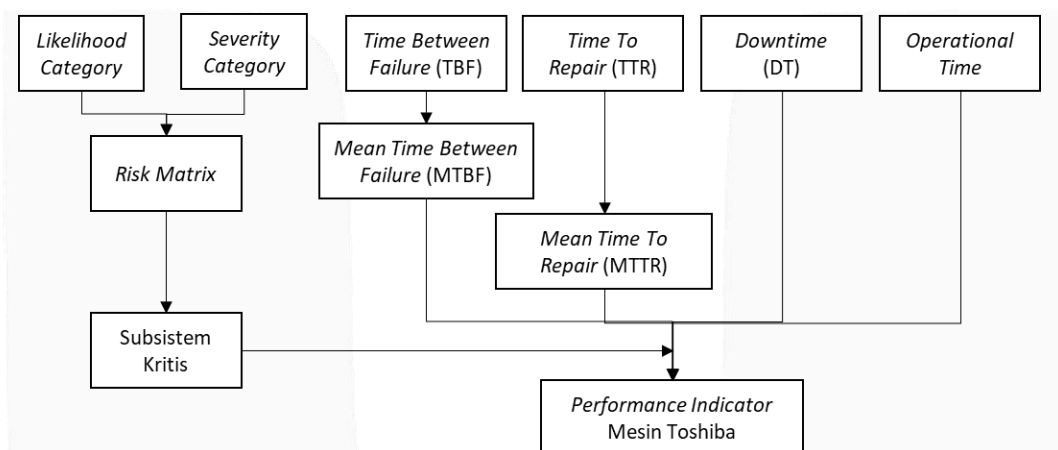 Likelihood
Category
Severity
Category
Time Between
Failure (TBF)
Time To
Repair (TTR)
Downtime
(DT)
Operational
Time
Mean Time Between
Failure (MTBF)
Risk Matrix
Mean Time To
Repair (MTTR)
Subsistem
Kritis
Performance Indicator
Mesin Toshiba